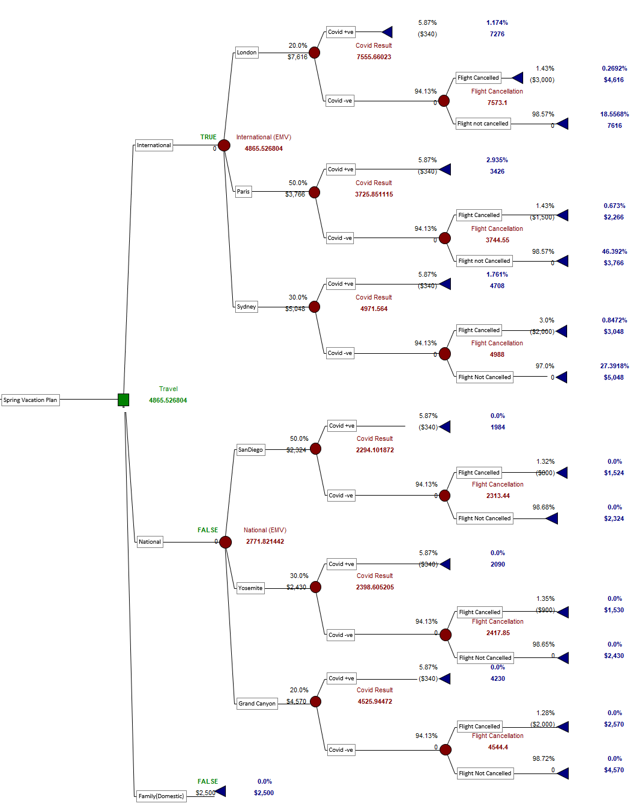 5.87% 1.174%
Covid +ve
($340) 7276
20.0% Covid Result
London
$7,616 7555.66023
1.43% 0.2692%
Flight Cancelled
($3,000) $4,616
94.13% Flight Cancellation
Covid -ve
0 7573.1
98.57% 18.5568%
Flight not cancelled
0 7616
TRUE International (EMV)
International
0 4865.526804
5.87% 2.935%
Covid +ve
($340) 3426
50.0% Covid Result
Paris
$3,766 3725.851115
1.43% 0.673%
Flight Cancelled
($1,500) $2,266
94.13% Flight Cancellation
Covid -ve
0 3744.55
98.57% 46.392%
Flight not Cancelled
0 $3,766
5.87% 1.761%
Covid +ve
($340) 4708
30.0% Covid Result
Sydney
$5,048 4971.564
3.0% 0.8472%
Flight Cancelled
($2,000) $3,048
94.13% Flight Cancellation
Covid -ve
0 4988
97.0% 27.3918%
Flight Not Cancelled
0 $5,048
Travel
Spring Vacation Plan
4865.526804
5.87% 0.0%
Covid +ve
($340) 1984
50.0% Covid Result
SanDiego
$2,324 2294.101872
1.32% 0.0%
Flight Cancelled
($800) $1,524
94.13% Flight Cancellation
Covid -ve
0 2313.44
98.68% 0.0%
Flight Not Cancelled
0 $2,324
FALSE National (EMV)
National
0 2771.821442
5.87% 0.0%
Covid +ve
($340) 2090
30.0% Covid Result
Yosemite
$2,430 2398.605205
1.35% 0.0%
Flight Cancelled
($900) $1,530
94.13% Flight Cancellation
Covid -ve
0 2417.85
98.65% 0.0%
Flight Not Cancelled
0 $2,430
5.87% 0.0%
Covid +ve
($340) 4230
20.0% Covid Result
Grand Canyon
$4,570 4525.94472
1.28% 0.0%
Flight Cancelled
($2,000) $2,570
94.13% Flight Cancellation
Covid -ve
0 4544.4
98.72% 0.0%
Flight Not Cancelled
0 $4,570
FALSE 0.0%
Family(Domestic)
$2,500 $2,500